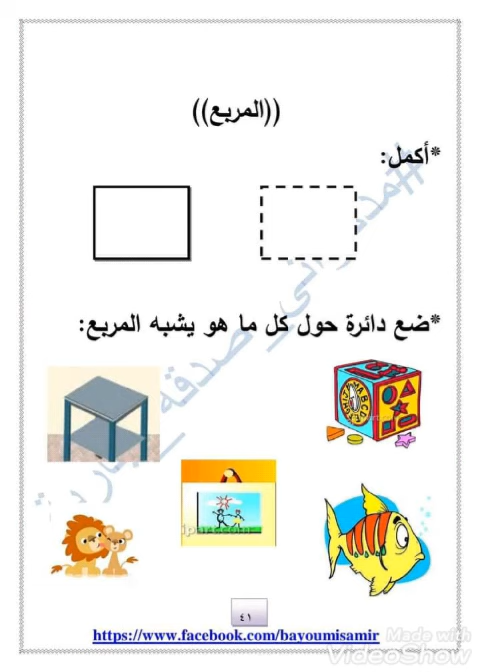 ((المربع))
*أكمل:
*ضع دائرة حول كل ما هو يشبه المربع:
ABCD
٤١
https://www.facebook.com/bayoumisamir
Made with
VideoShow